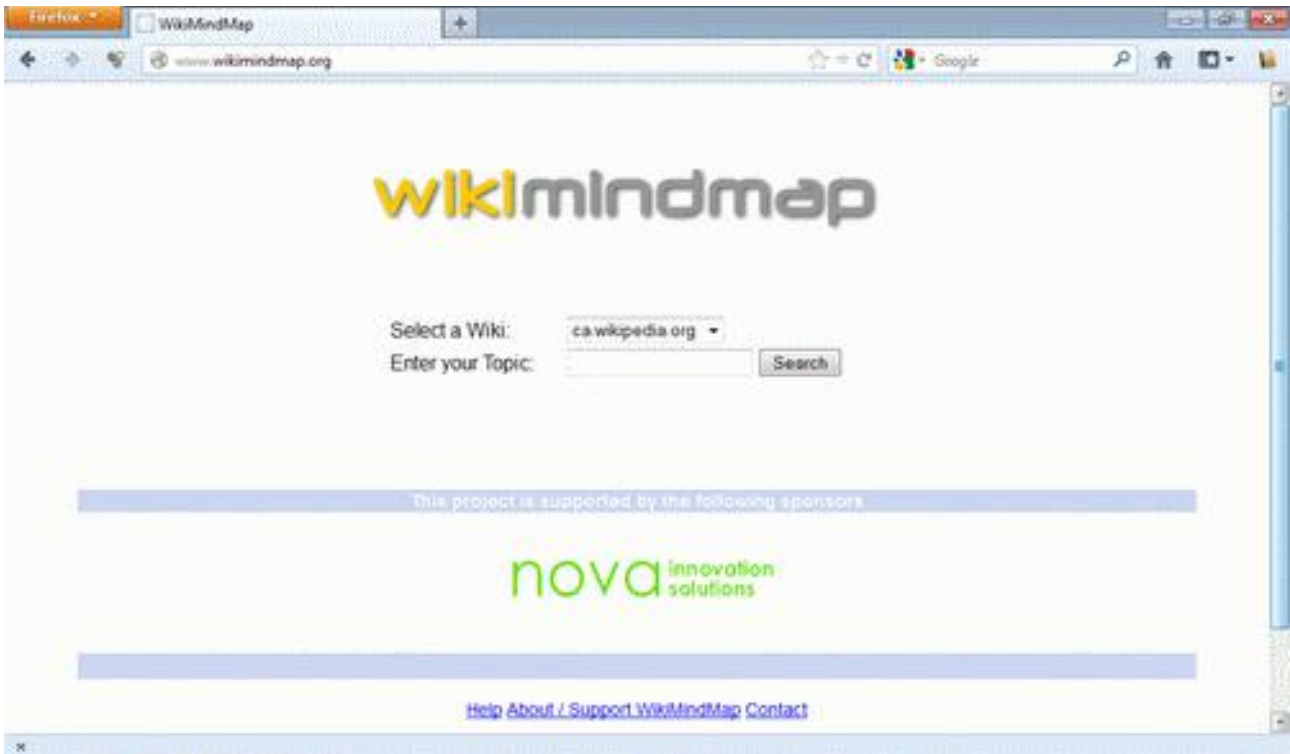 Firefox
WikiMindMap
www.wikimindmap.org
Google
wikimindmap
Select a Wiki: ca.wikipedia.org
Enter your Topic: Search
This project is supported by the following sponsors
nova innovation
solutions
Help About / Support WikiMindMap Contact